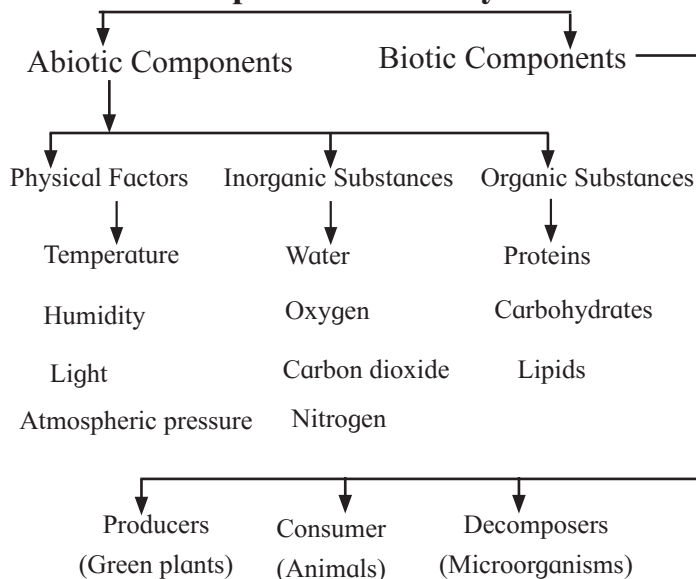 Abiotic Components Biotic Components
Physical Factors Inorganic Substances Organic Substances
Temperature Water Proteins
Humidity Oxygen Carbohydrates
Light Carbon dioxide Lipids
Atmospheric pressure Nitrogen
Producers Consumer Decomposers
(Green plants) (Animals) (Microorganisms)